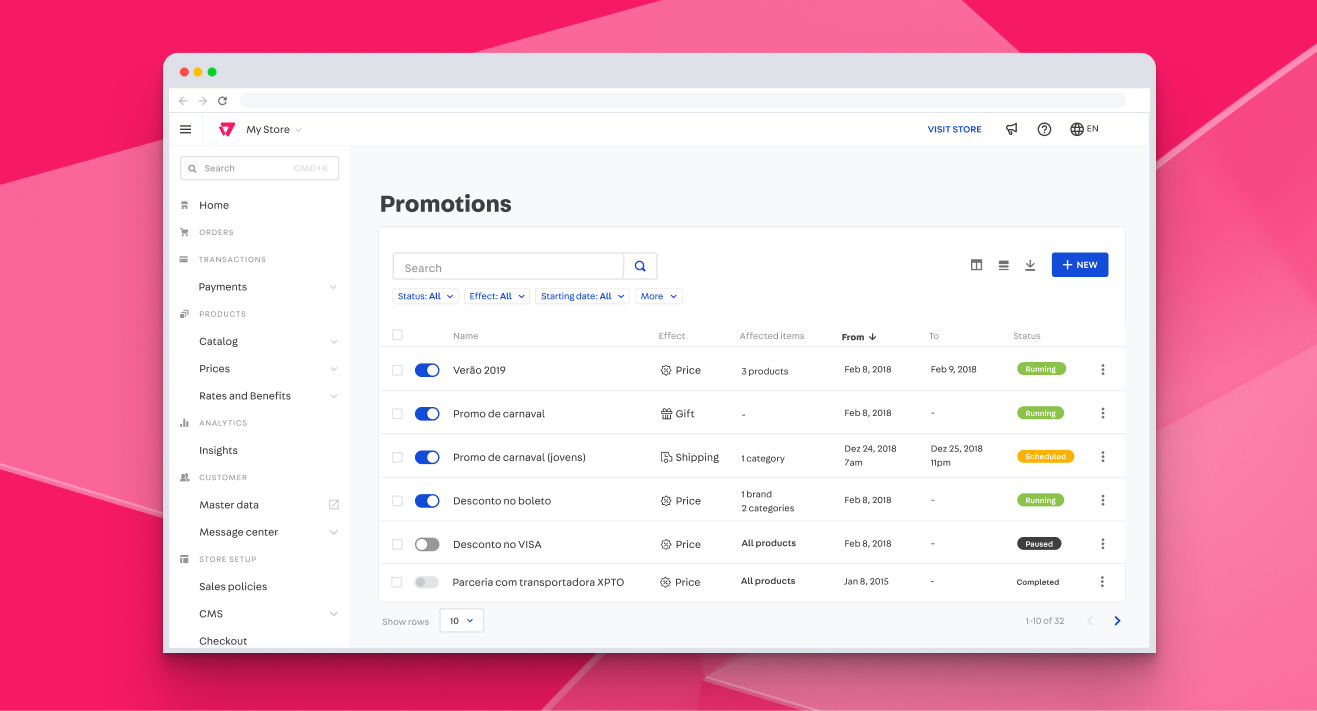 My Store
VISIT STORE
EN
Search CMD+K
Home
ORDERS
TRANSACTIONS
Payments
PRODUCTS
Catalog
Prices
Rates and Benefits
ANALYTICS
Insights
CUSTOMER
Master data
Message center
STORE SETUP
Sales policies
CMS
Checkout
Promotions
Search
+ NEW
Status: All
Effect: All
Starting date: All
More
Name Effect Affected items From To Status
Verão 2019 Price 3 products Feb 8, 2018 Feb 9, 2018 Running
Promo de carnaval Gift - Feb 8, 2018 - Running
Promo de carnaval (jovens) Shipping 1 category Dez 24, 2018 Dez 25, 2018 Scheduled
7am 11pm
Desconto no boleto Price 1 brand Feb 8, 2018 - Running
2 categories
Desconto no VISA Price All products Feb 8, 2018 - Paused
Parceria com transportadora XPTO Price All products Jan 8, 2015 - Completed
Show rows 10 1-10 of 32